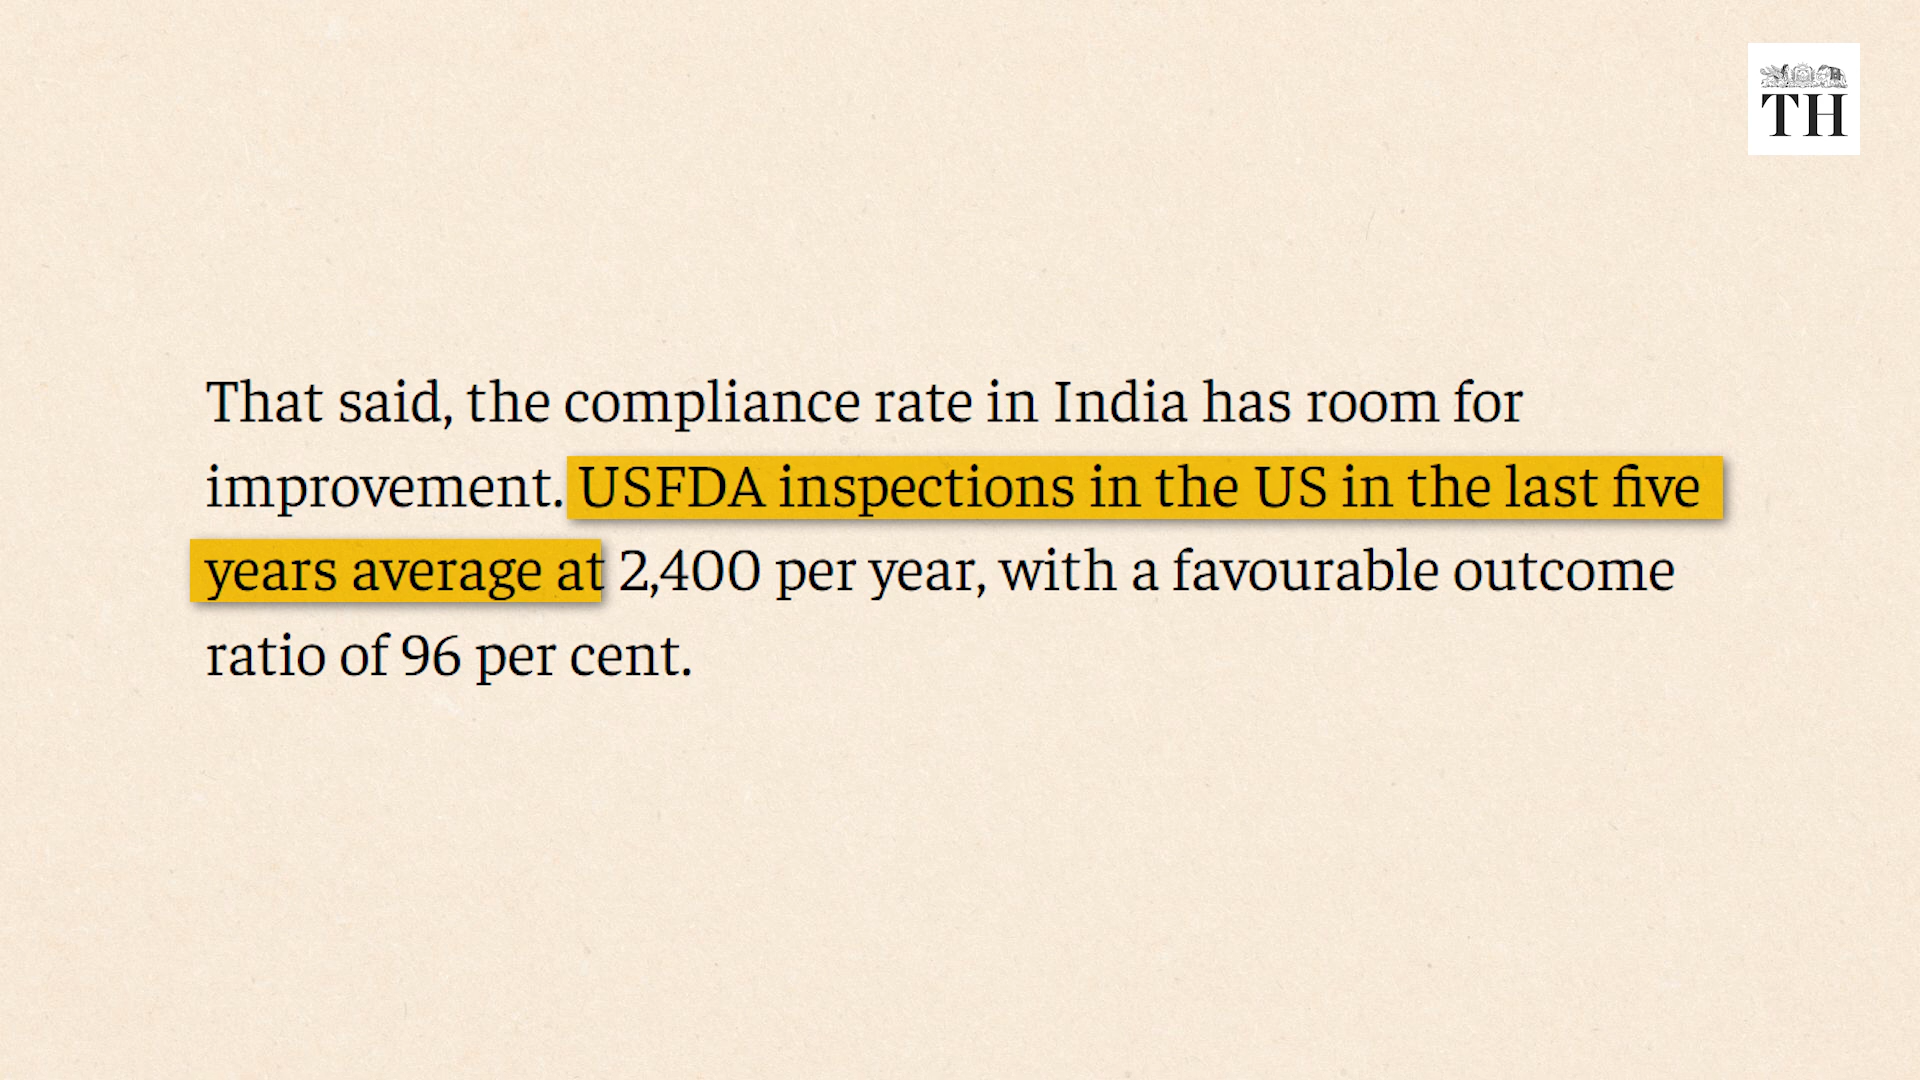 TH
That said, the compliance rate in India has room for
improvement. USFDA inspections in the US in the last five
years average at 2,400 per year, with a favourable outcome
ratio of 96 per cent.